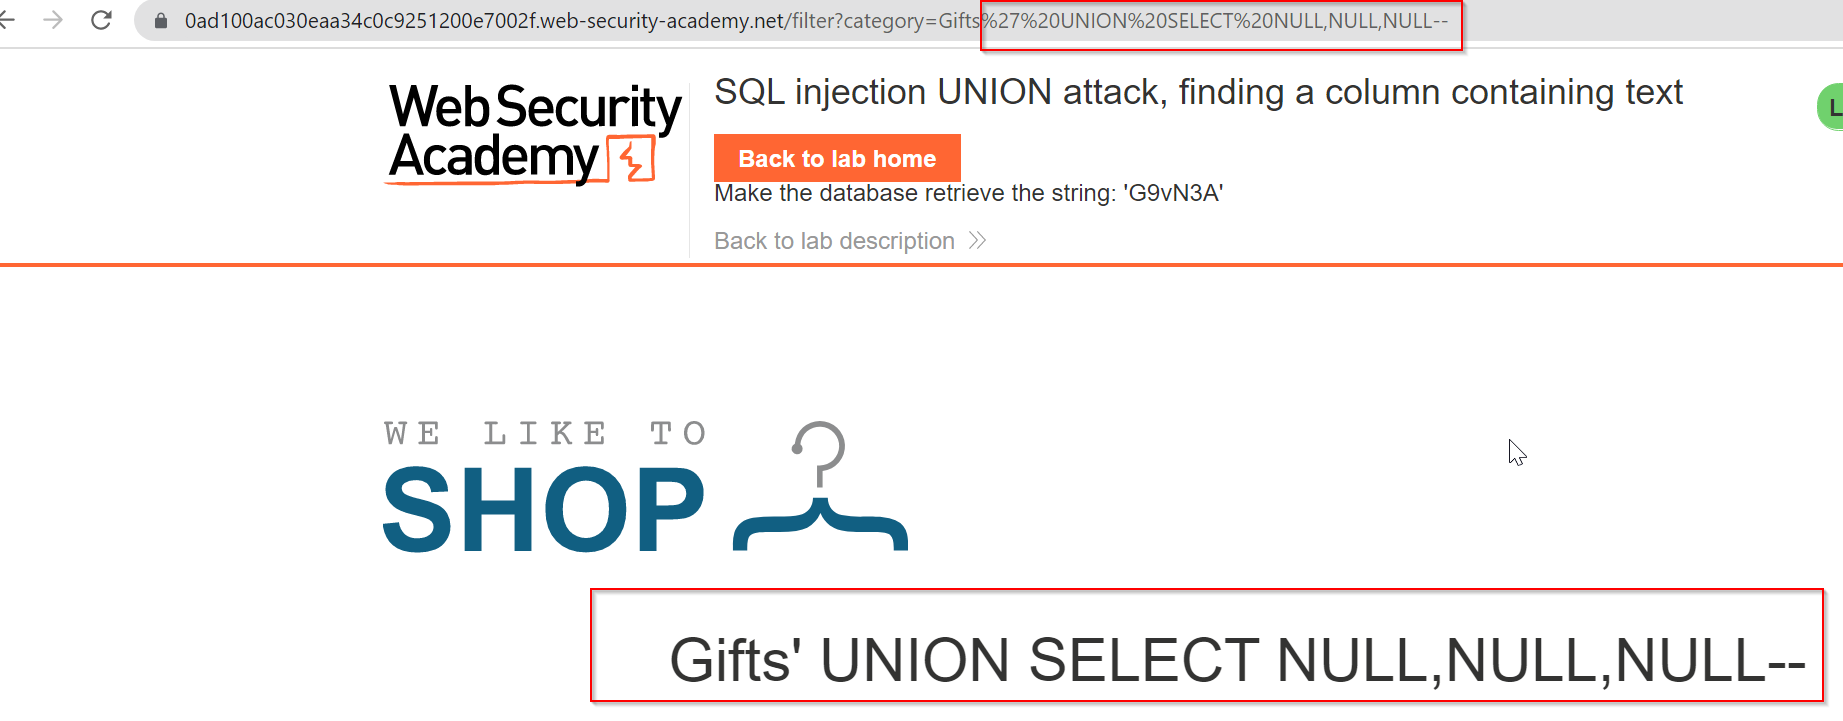 0ad100ac030eaa34c0c9251200e7002f.web-security-academy.net/filter?category=Gifts%27%20UNION%20SELECT%20NULL,NULL,NULL--
Web Security
Academy
SQL injection UNION attack, finding a column containing text
L
Back to lab home
Make the database retrieve the string: 'G9vN3A'
Back to lab description
WE LIKE TO
SHOP
Gifts' UNION SELECT NULL,NULL,NULL--